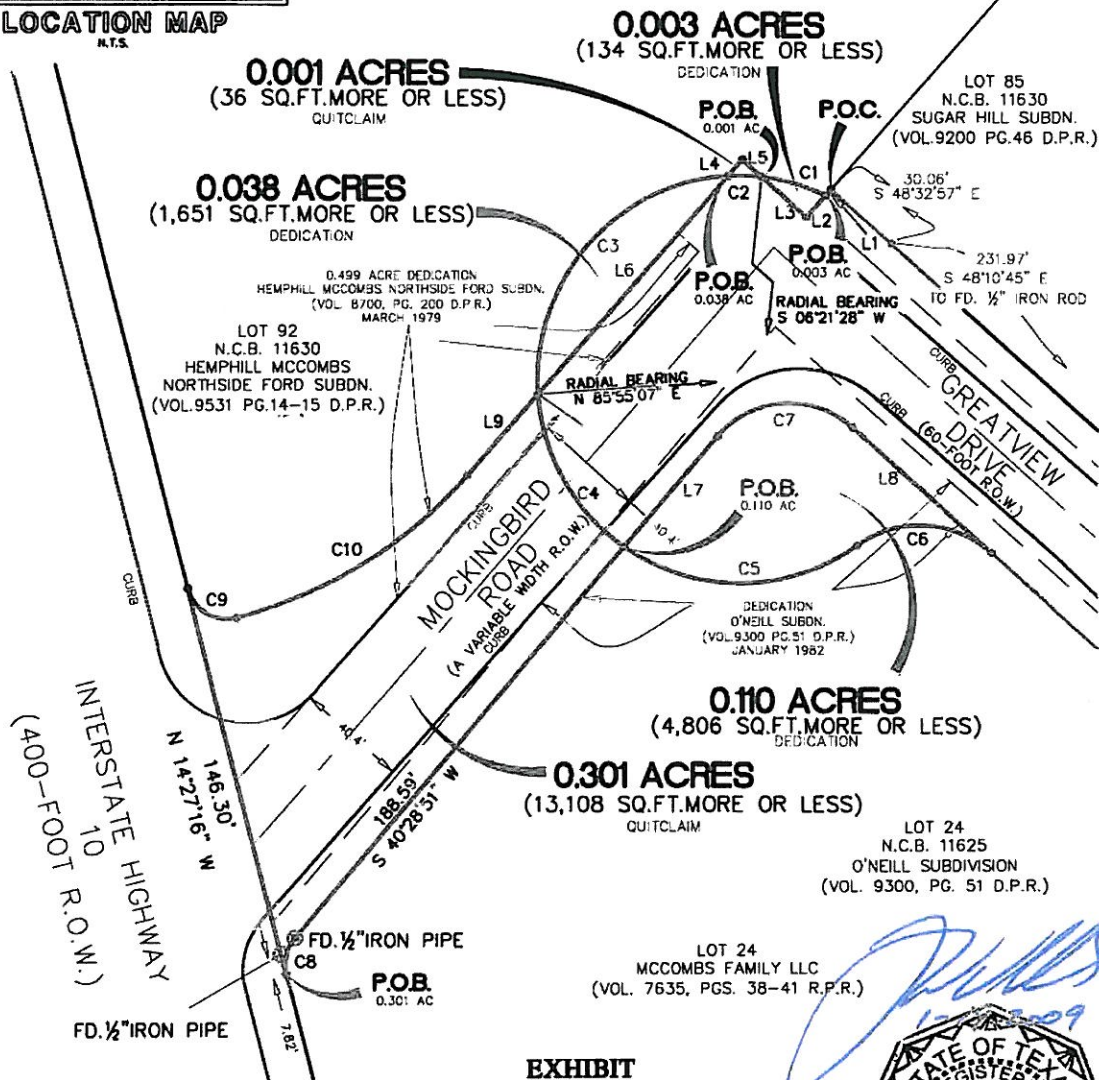 LOCATION MAP
N.T.S.
0.003 ACRES
(134 SQ.FT.MORE OR LESS)
DEDICATION
0.001 ACRES
(36 SQ.FT.MORE OR LESS)
QUITCLAIM
P.O.B.
0.001 AC
P.O.C.
LOT 85
N.C.B. 11630
SUGAR HILL SUBDN.
(VOL.9200 PG.46 D.P.R.)
L4
L5
C1
C2
L3
L2
L1
30.06'
S 48°32'57" E
0.038 ACRES
(1,651 SQ.FT.MORE OR LESS)
DEDICATION
C3
L6
P.O.B.
0.038 AC
P.O.B.
0.003 AC
231.97'
S 48°10'45" E
TO FD. ½" IRON ROD
RADIAL BEARING
S 06°21'28" W
0.499 ACRE DEDICATION
HEMPHILL MCCOMBS NORTHSIDE FORD SUBDN.
(VOL. 8700, PG. 200 D.P.R.)
MARCH 1979
LOT 92
N.C.B. 11630
HEMPHILL MCCOMBS
NORTHSIDE FORD SUBDN.
(VOL.9531 PG.14-15 D.P.R.)
RADIAL BEARING
N 85°55'07" E
CURB
GREATVIEW
DRIVE
(60-FOOT R.O.W.)
CURB
L9
C7
L7
L8
P.O.B.
0.110 AC
C4
40.4'
C6
C5
C10
CURB
MOCKINGBIRD
ROAD
(A VARIABLE WIDTH R.O.W.)
CURB
C9
CURB
DEDICATION
O'NEILL SUBDN.
(VOL.9300 PG.51 D.P.R.)
JANUARY 1982
0.110 ACRES
(4,806 SQ.FT.MORE OR LESS)
DEDICATION
40.4'
0.301 ACRES
(13,108 SQ.FT.MORE OR LESS)
QUITCLAIM
188.59'
S 40°28'31" W
146.30'
N 14°27'16" W
INTERSTATE HIGHWAY
10
(400-FOOT R.O.W.)
LOT 24
N.C.B. 11625
O'NEILL SUBDIVISION
(VOL. 9300, PG. 51 D.P.R.)
FD. ½" IRON PIPE
C8
P.O.B.
0.301 AC
LOT 24
MCCOMBS FAMILY LLC
(VOL. 7635, PGS. 38-41 R.P.R.)
FD. ½" IRON PIPE
7.82'
EXHIBIT